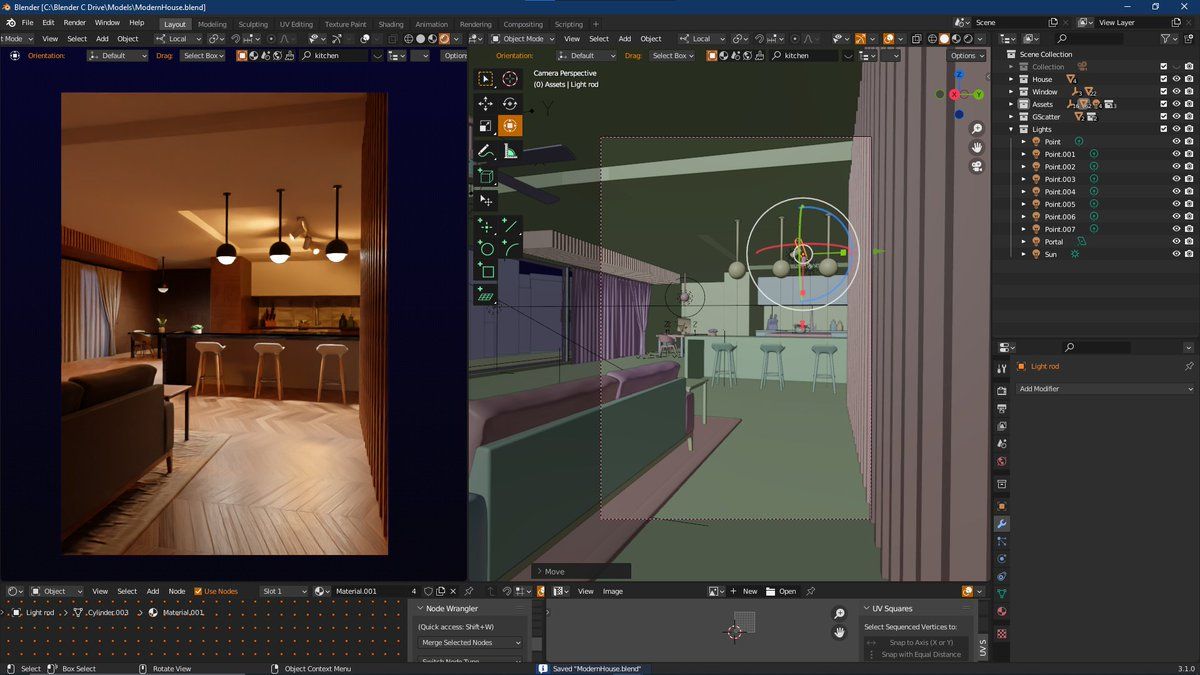 Blender [C:\Blender C Drive\Models\ModernHouse.blend]
File Edit Render Window Help Layout Modeling Sculpting UV Editing Texture Paint Shading Animation Rendering Compositing Scripting + Scene View Layer
t Mode View Select Add Object Local Object Mode View Select Add Object Local
Orientation: Default Drag: Select Box kitchen Option Orientation: Default Drag: Select Box kitchen Options
Camera Perspective
(0) Assets | Light rod
Z
X
Y
Scene Collection
Collection
House
Window
Assets
GScatter
Lights
Point
Point.001
Point.002
Point.003
Point.004
Point.005
Point.006
Point.007
Portal
Sun
Light rod
Add Modifier
> Move
Object View Select Add Node Use Nodes Slot 1 Material.001 4
View Image New Open
Light rod > Cylinder.003 > Material.001
Node Wrangler
(Quick access: Shift+W)
Merge Selected Nodes
Switch Node Type
UV Squares
Select Sequenced Vertices to:
Snap to Axis (X or Y)
Snap with Equal Distance
UV S
Select Box Select Rotate View Object Context Menu Saved "ModernHouse.blend" 3.1.0